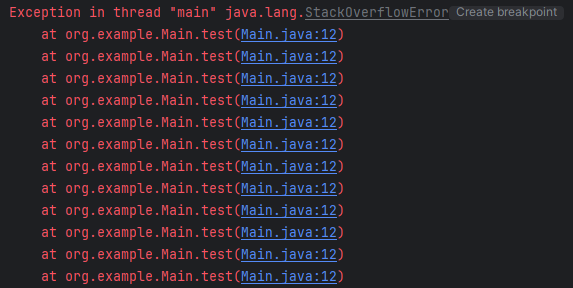 Exception in thread "main" java.lang.StackOverflowError Create breakpoint
at org.example.Main.test(Main.java:12)
at org.example.Main.test(Main.java:12)
at org.example.Main.test(Main.java:12)
at org.example.Main.test(Main.java:12)
at org.example.Main.test(Main.java:12)
at org.example.Main.test(Main.java:12)
at org.example.Main.test(Main.java:12)
at org.example.Main.test(Main.java:12)
at org.example.Main.test(Main.java:12)
at org.example.Main.test(Main.java:12)
at org.example.Main.test(Main.java:12)
at org.example.Main.test(Main.java:12)